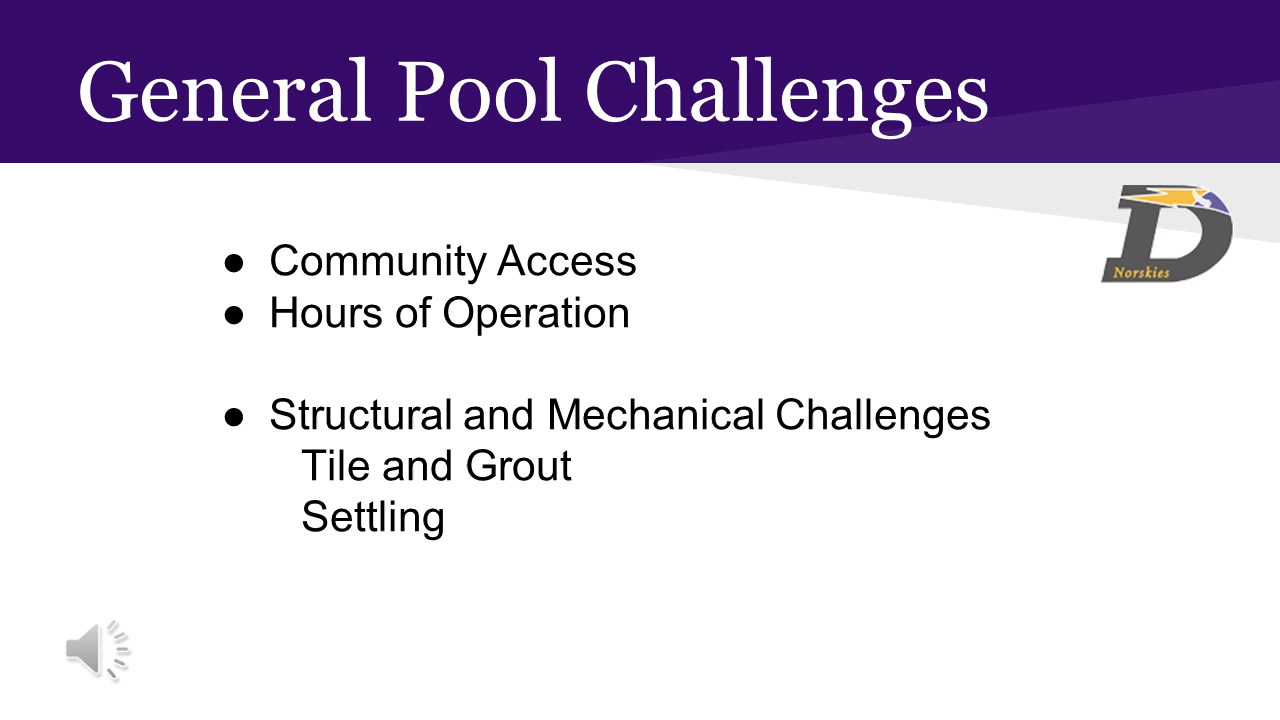 General Pool Challenges
Norskies
● Community Access
● Hours of Operation
● Structural and Mechanical Challenges
Tile and Grout
Settling